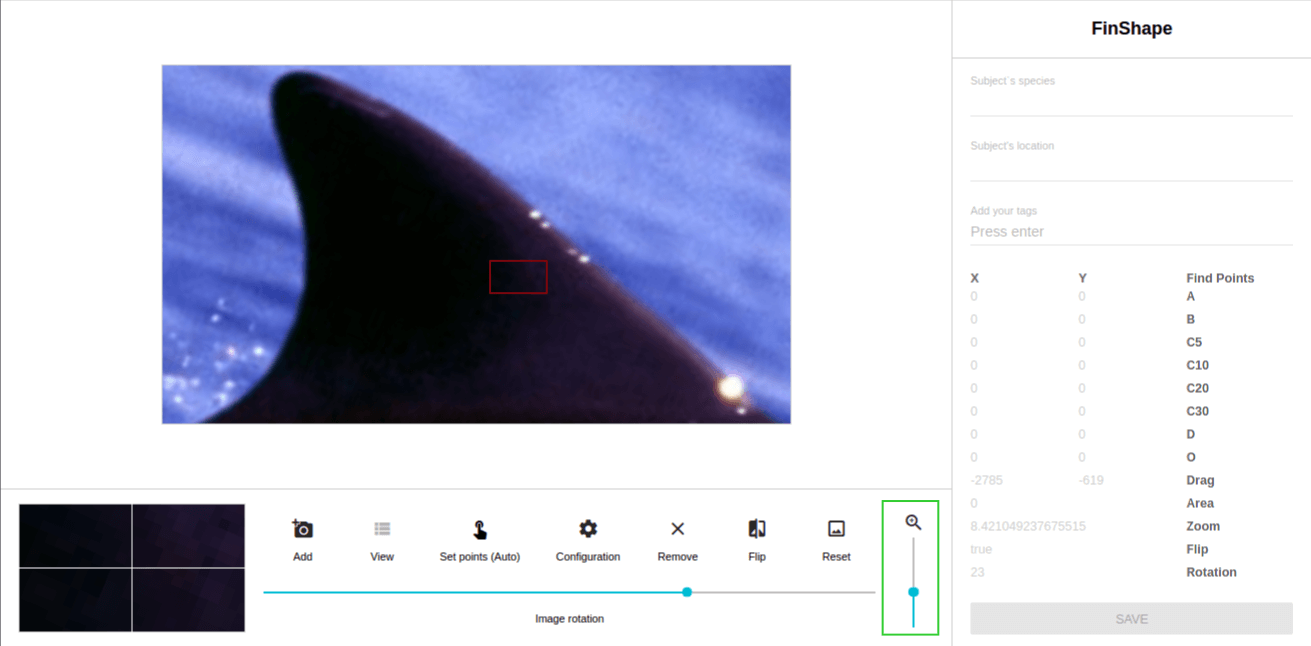 FinShape
Subject`s species
Subject's location
Add your tags
Press enter
X Y Find Points
0 0 A
0 0 B
0 0 C5
0 0 C10
0 0 C20
0 0 C30
0 0 D
0 0 O
-2785 -619 Drag
0 Area
8.421049237675515 Zoom
true Flip
23 Rotation
SAVE
Add View Set points (Auto) Configuration Remove Flip Reset
Image rotation